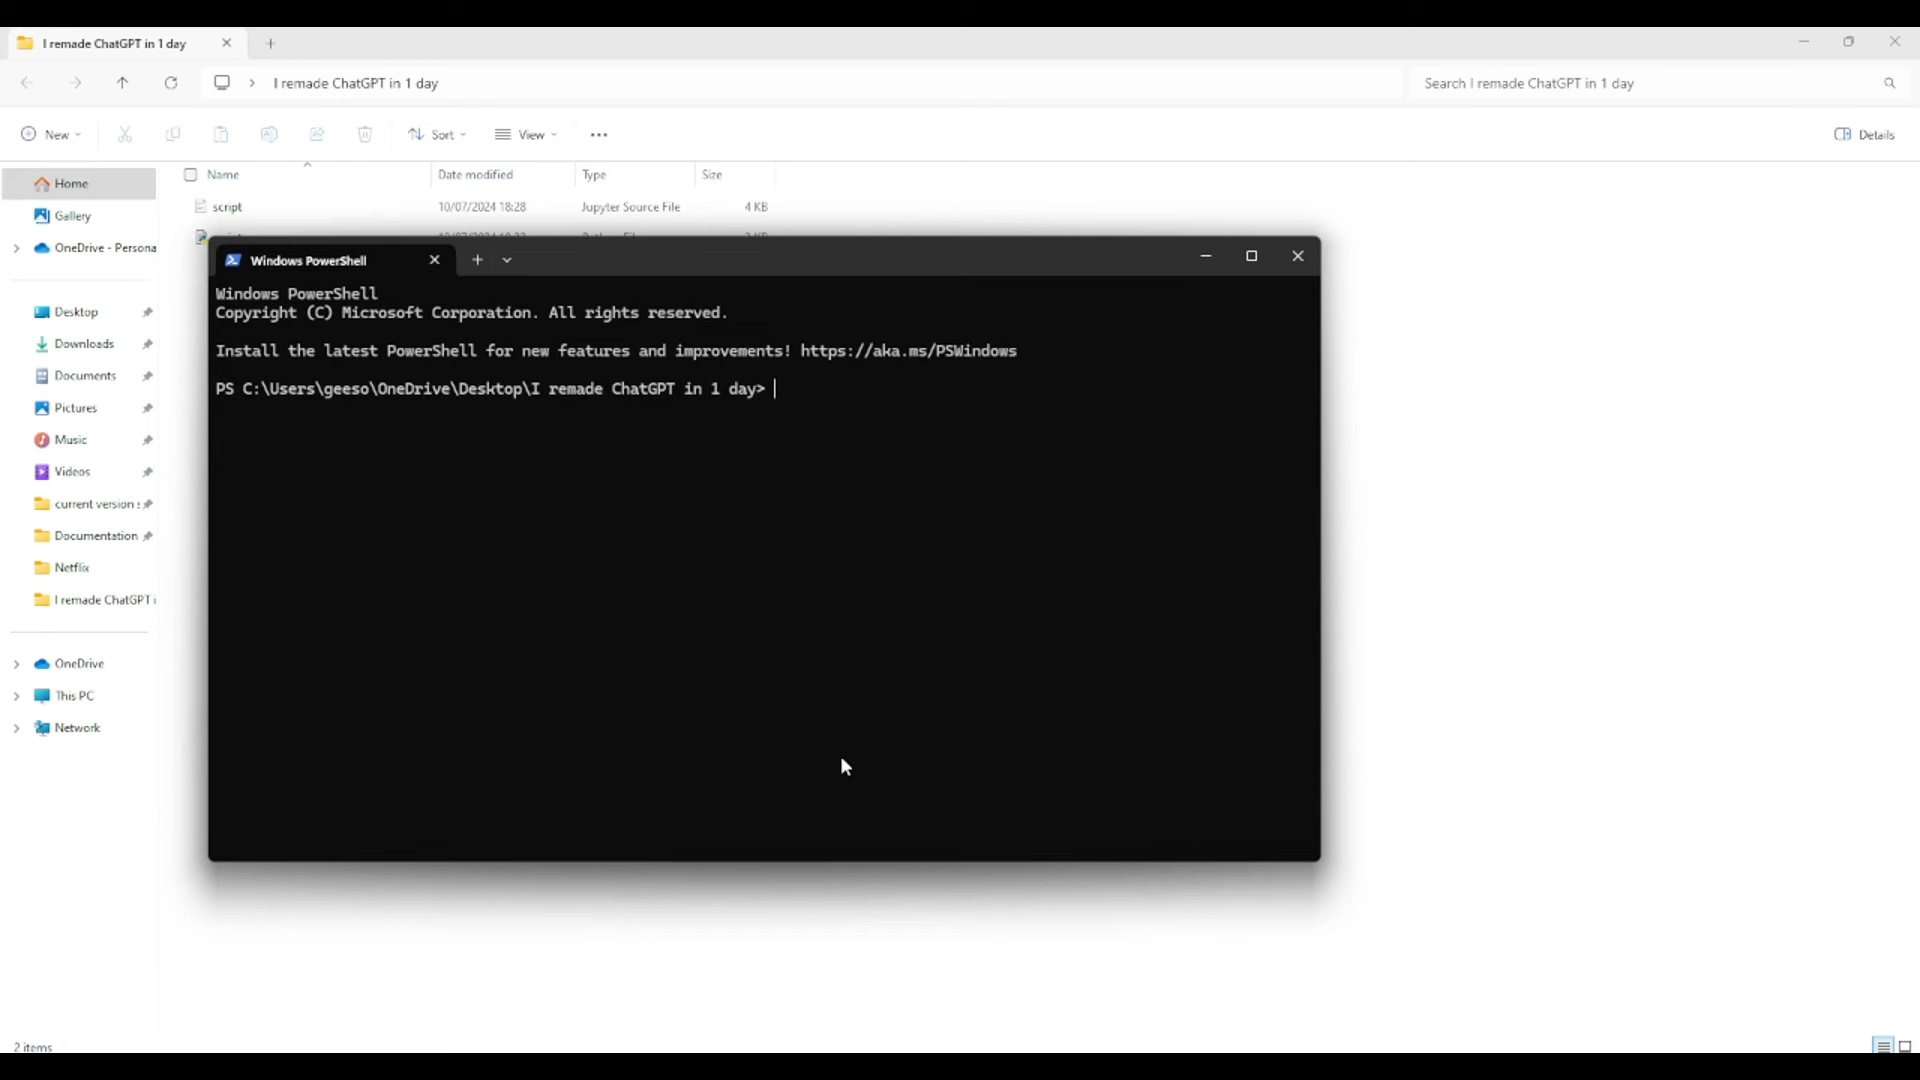 I remade ChatGPT in 1 day
I remade ChatGPT in 1 day
Search I remade ChatGPT in 1 day
New
Sort
View
Details
Name
Date modified
Type
Size
script
10/07/2024 18:28
Jupyter Source File
4 KB
Home
Gallery
OneDrive - Persona
Desktop
Downloads
Documents
Pictures
Music
Videos
current version
Documentation
Netflix
I remade ChatGPT
OneDrive
This PC
Network
Windows PowerShell
Windows PowerShell
Copyright (C) Microsoft Corporation. All rights reserved.
Install the latest PowerShell for new features and improvements! https://aka.ms/PSWindows
PS C:\Users\geeso\OneDrive\Desktop\I remade ChatGPT in 1 day>
2 items